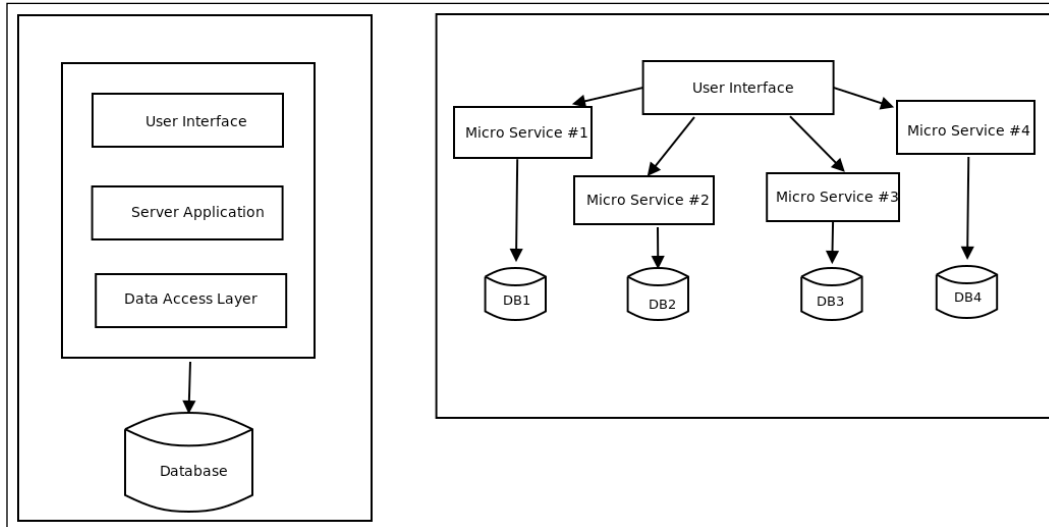 User Interface
Server Application
Data Access Layer
Database
User Interface
Micro Service #1
Micro Service #4
Micro Service #2
Micro Service #3
DB1
DB2
DB3
DB4